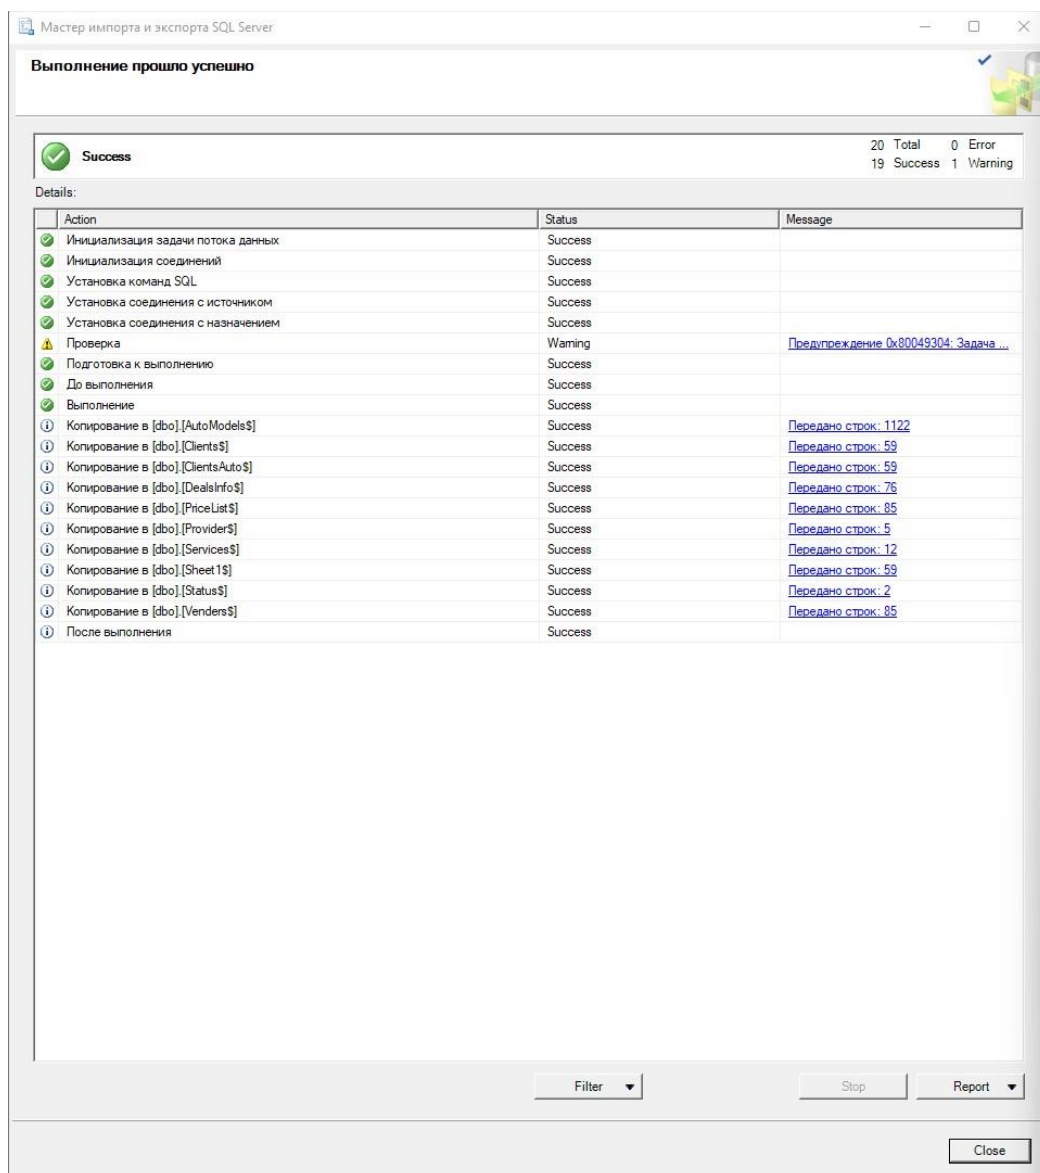 Мастер импорта и экспорта SQL Server
Выполнение прошло успешно
Success
20 Total 0 Error
19 Success 1 Warning
Details:
Action Status Message
Инициализация задачи потока данных Success
Инициализация соединений Success
Установка команд SQL Success
Установка соединения с источником Success
Установка соединения с назначением Success
Проверка Warning Предупреждение 0x80049304: Задача ...
Подготовка к выполнению Success
До выполнения Success
Выполнение Success
Копирование в [dbo].[AutoModels$] Success Передано строк: 1122
Копирование в [dbo].[Clients$] Success Передано строк: 59
Копирование в [dbo].[ClientsAuto$] Success Передано строк: 59
Копирование в [dbo].[DealsInfo$] Success Передано строк: 76
Копирование в [dbo].[PriceList$] Success Передано строк: 85
Копирование в [dbo].[Provider$] Success Передано строк: 5
Копирование в [dbo].[Services$] Success Передано строк: 12
Копирование в [dbo].[Sheet1$] Success Передано строк: 59
Копирование в [dbo].[Status$] Success Передано строк: 2
Копирование в [dbo].[Venders$] Success Передано строк: 85
После выполнения Success
Filter Stop Report
Close